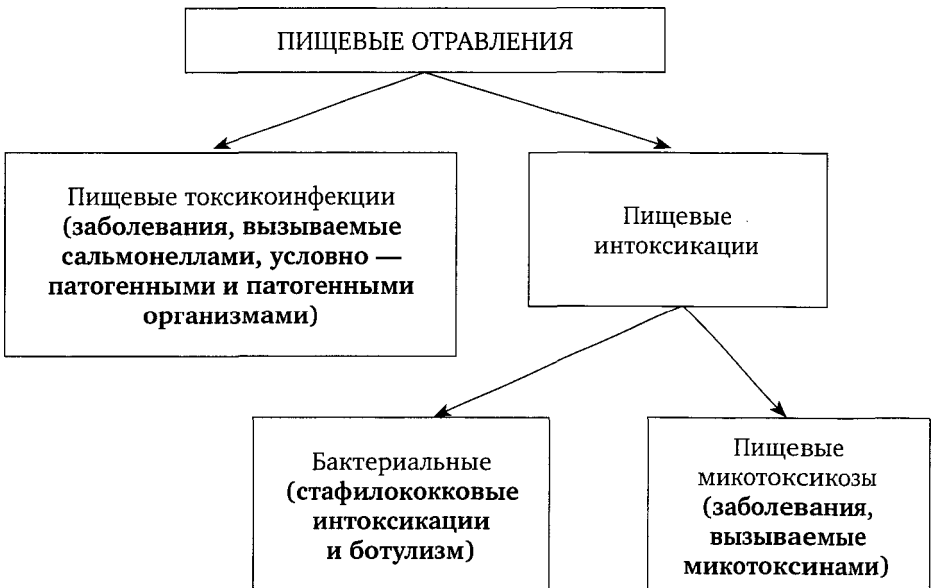 ПИЩЕВЫЕ ОТРАВЛЕНИЯ
Пищевые токсикоинфекции
(заболевания, вызываемые
сальмонеллами, условно —
патогенными и патогенными
организмами)
Пищевые
интоксикации
Бактериальные
(стафилококковые
интоксикации
и ботулизм)
Пищевые
микотоксикозы
(заболевания,
вызываемые
микотоксинами)